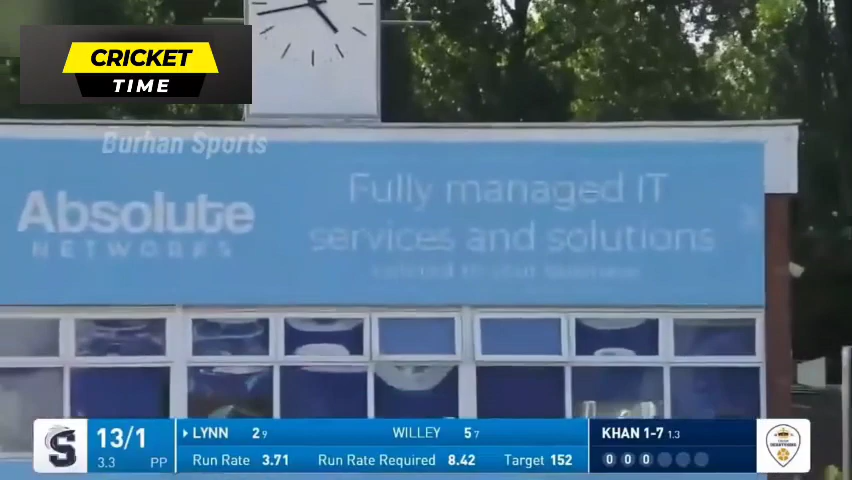 CRICKET
TIME
Burhan Sports
Absolute
NETWORKS
Fully managed IT
services and solutions
S
13/1
3.3 PP
LYNN 2 9
WILLEY 5 7
Run Rate 3.71
Run Rate Required 8.42
Target 152
KHAN 1-7 1.3
0 0 0